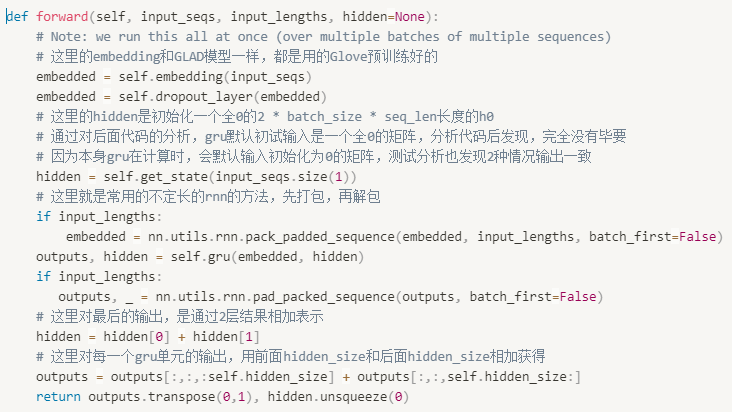 def forward(self, input_seqs, input_lengths, hidden=None):
# Note: we run this all at once (over multiple batches of multiple sequences)
# 这里的embedding和GLAD模型一样，都是用的Glove预训练好的
embedded = self.embedding(input_seqs)
embedded = self.dropout_layer(embedded)
# 这里的hidden是初始化一个全0的2 * batch_size * seq_len长度的h0
# 通过对后面代码的分析，gru默认初试输入是一个全0的矩阵，分析代码后发现，完全没有毕要
# 因为本身gru在计算时，会默认输入初始化为0的矩阵，测试分析也发现2种情况输出一致
hidden = self.get_state(input_seqs.size(1))
# 这里就是常用的不定长的rnn的方法，先打包，再解包
if input_lengths:
embedded = nn.utils.rnn.pack_padded_sequence(embedded, input_lengths, batch_first=False)
outputs, hidden = self.gru(embedded, hidden)
if input_lengths:
outputs, _ = nn.utils.rnn.pad_packed_sequence(outputs, batch_first=False)
# 这里对最后的输出，是通过2层结果相加表示
hidden = hidden[0] + hidden[1]
# 这里对每一个gru单元的输出，用前面hidden_size和后面hidden_size相加获得
outputs = outputs[:,:,:self.hidden_size] + outputs[:,:,self.hidden_size:]
return outputs.transpose(0,1), hidden.unsqueeze(0)